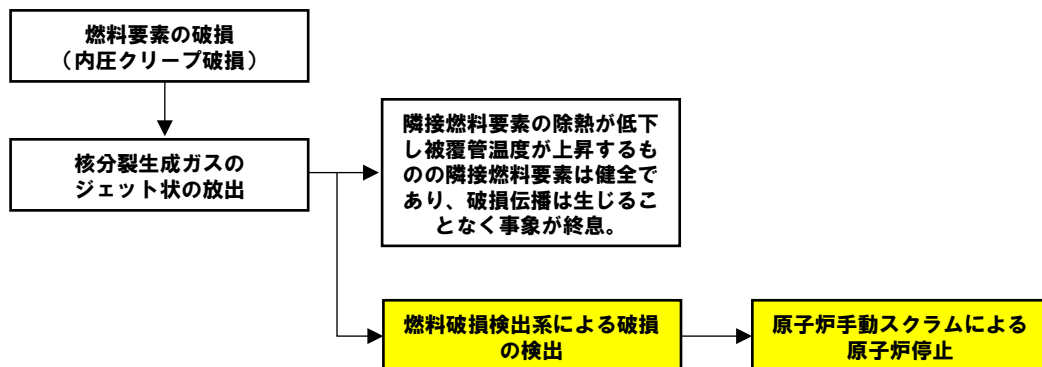 燃料要素の破損
（内圧クリープ破損）
核分裂生成ガスの
ジェット状の放出
隣接燃料要素の除熱が低下
し被覆管温度が上昇するも
のの隣接燃料要素は健全で
あり、破損伝播は生じるこ
となく事象が終息。
燃料破損検出系による破損
の検出
原子炉手動スクラムによる
原子炉停止